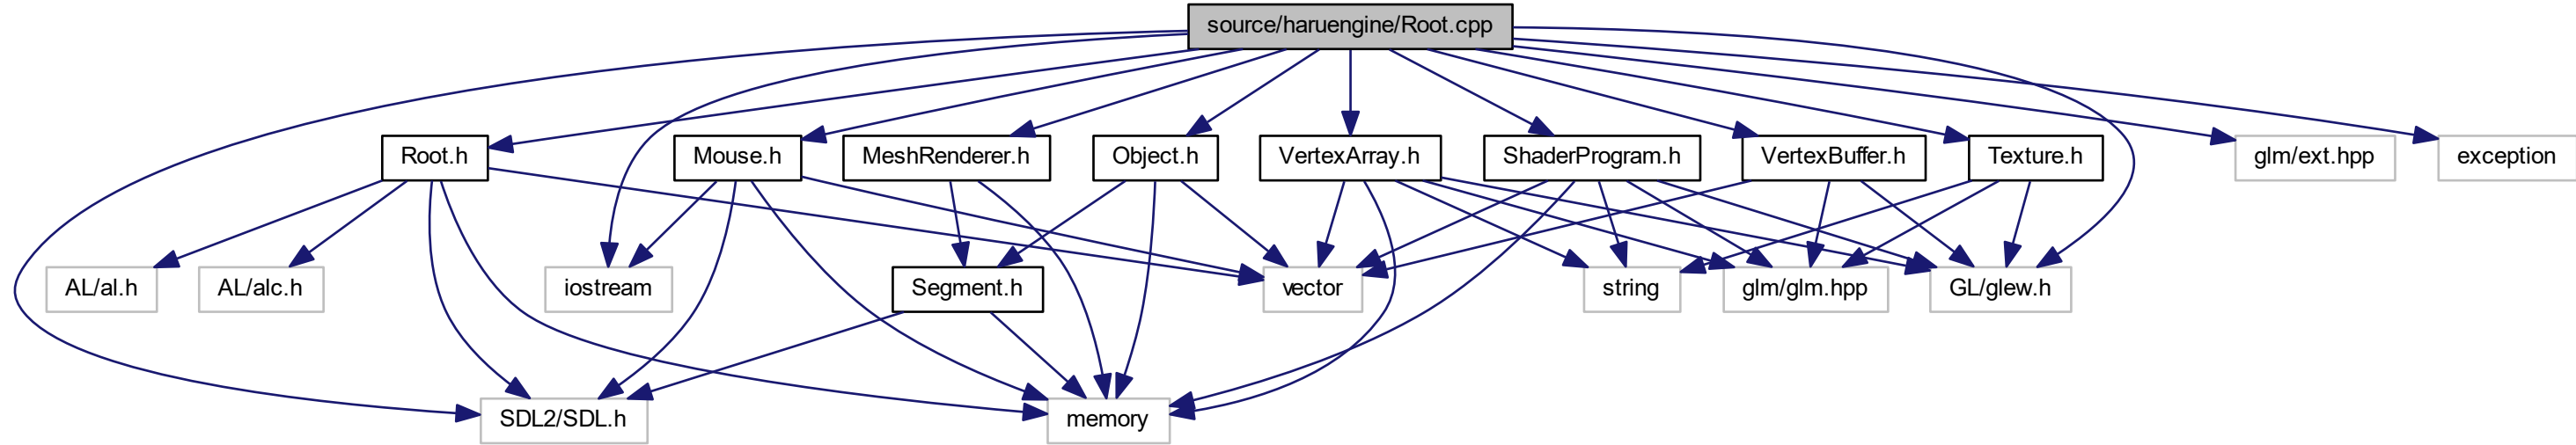 source/haruengine/Root.cpp
Root.h
Mouse.h
MeshRenderer.h
Object.h
VertexArray.h
ShaderProgram.h
VertexBuffer.h
Texture.h
glm/ext.hpp
exception
AL/al.h
AL/alc.h
iostream
Segment.h
vector
string
glm/glm.hpp
GL/glew.h
SDL2/SDL.h
memory